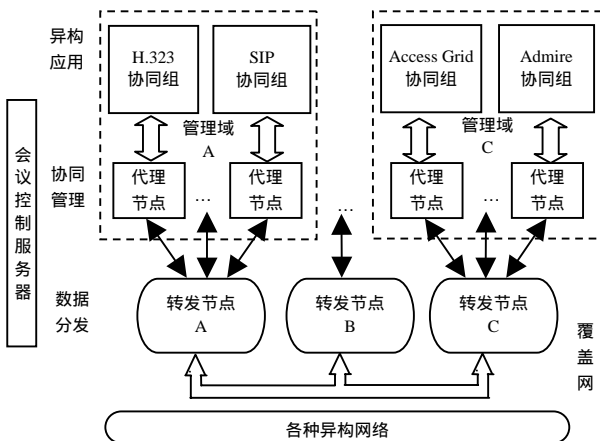 异构
应用
H.323
协同组
SIP
协同组
Access Grid
协同组
Admire
协同组
管理域
A
管理域
C
会议控制服务器
协同
管理
代理
节点
…
代理
节点
…
代理
节点
…
代理
节点
数据
分发
转发节点
A
转发节点
B
转发节点
C
覆盖网
各种异构网络